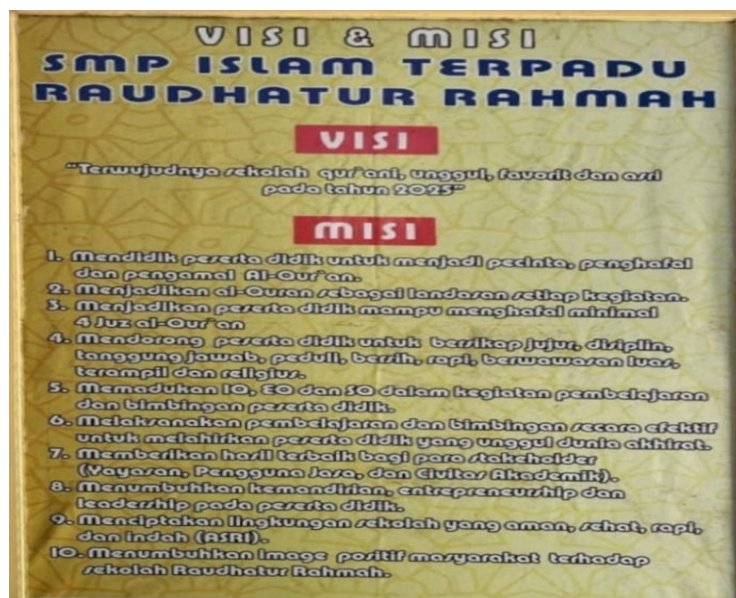 VISI & MISI
SMP ISLAM TERPADU
RAUDHATUR RAHMAH
VISI
"Terwujudnya sekolah qur'ani, unggul, favorit dan asri
pada tahun 2025"
MISI
1. Mendidik peserta didik untuk menjadi pecinta, penghafal
dan pengamal Al-Qur'an.
2. Menjadikan al-Quran sebagai landasan setiap kegiatan.
3. Menjadikan peserta didik mampu menghafal minimal
4 Juz al-Qur'an
4. Mendorong peserta didik untuk bersikap jujur, disiplin,
tanggung jawab, peduli, bersih, rapi, berwawasan luas,
terampil dan religius.
5. Memadukan IQ, EQ dan SQ dalam kegiatan pembelajaran
dan bimbingan peserta didik.
6. Melaksanakan pembelajaran dan bimbingan secara efektif
untuk melahirkan peserta didik yang unggul dunia akhirat.
7. Memberikan hasil terbaik bagi para stakeholder
(Yayasan, Pengguna Jasa, dan Civitas Akademik).
8. Menumbuhkan kemandirian, entrepreneurship dan
leadership pada peserta didik.
9. Menciptakan lingkungan sekolah yang aman, sehat, rapi,
dan indah (ASRI).
10. Menumbuhkan image positif masyarakat terhadap
sekolah Raudhatur Rahmah.